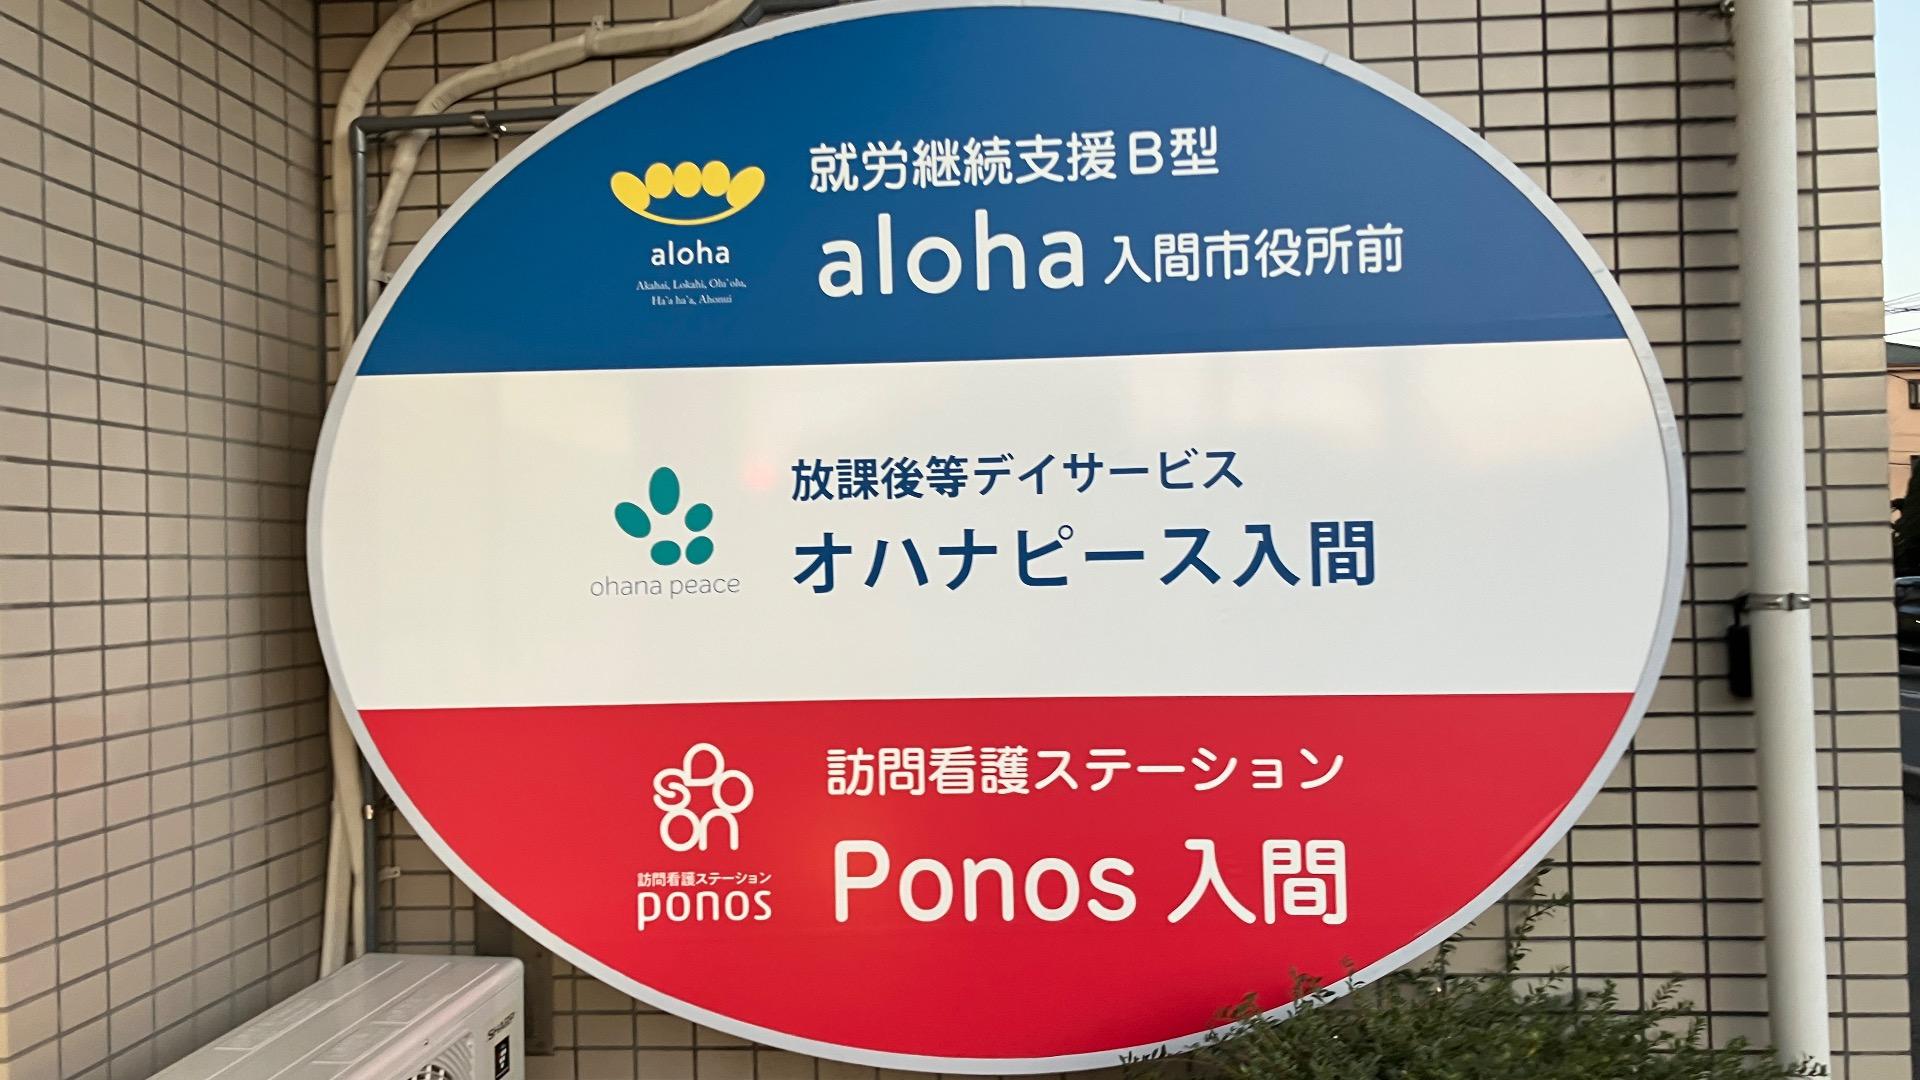 就労継続支援B型
aloha 入間市役所前
aloha
Akahai, Lokahi, Olu'olu,
Ha'a ha'a, Ahonui
放課後等デイサービス
オハナピース入間
ohana peace
訪問看護ステーション
Ponos 入間
ponos
訪問看護ステーション
ponos
SHARP